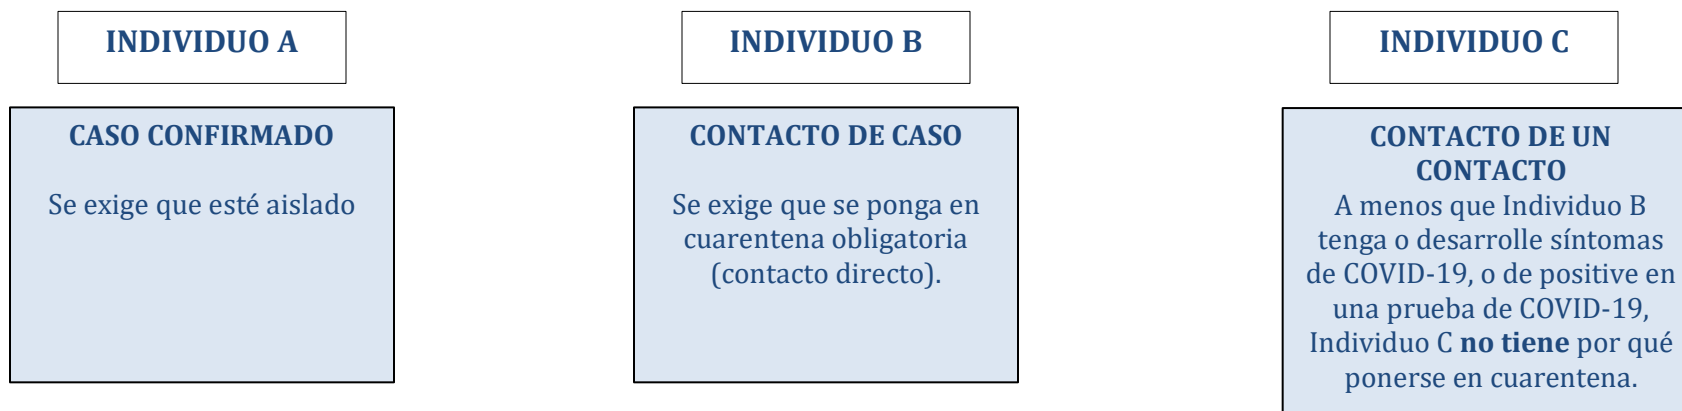 INDIVIDUO A
CASO CONFIRMADO
Se exige que esté aislado
INDIVIDUO B
CONTACTO DE CASO
Se exige que se ponga en
cuarentena obligatoria
(contacto directo).
INDIVIDUO C
CONTACTO DE UN
CONTACTO
A menos que Individuo B
tenga o desarrolle síntomas
de COVID-19, o de positive en
una prueba de COVID-19,
Individuo C no tiene por qué
ponerse en cuarentena.